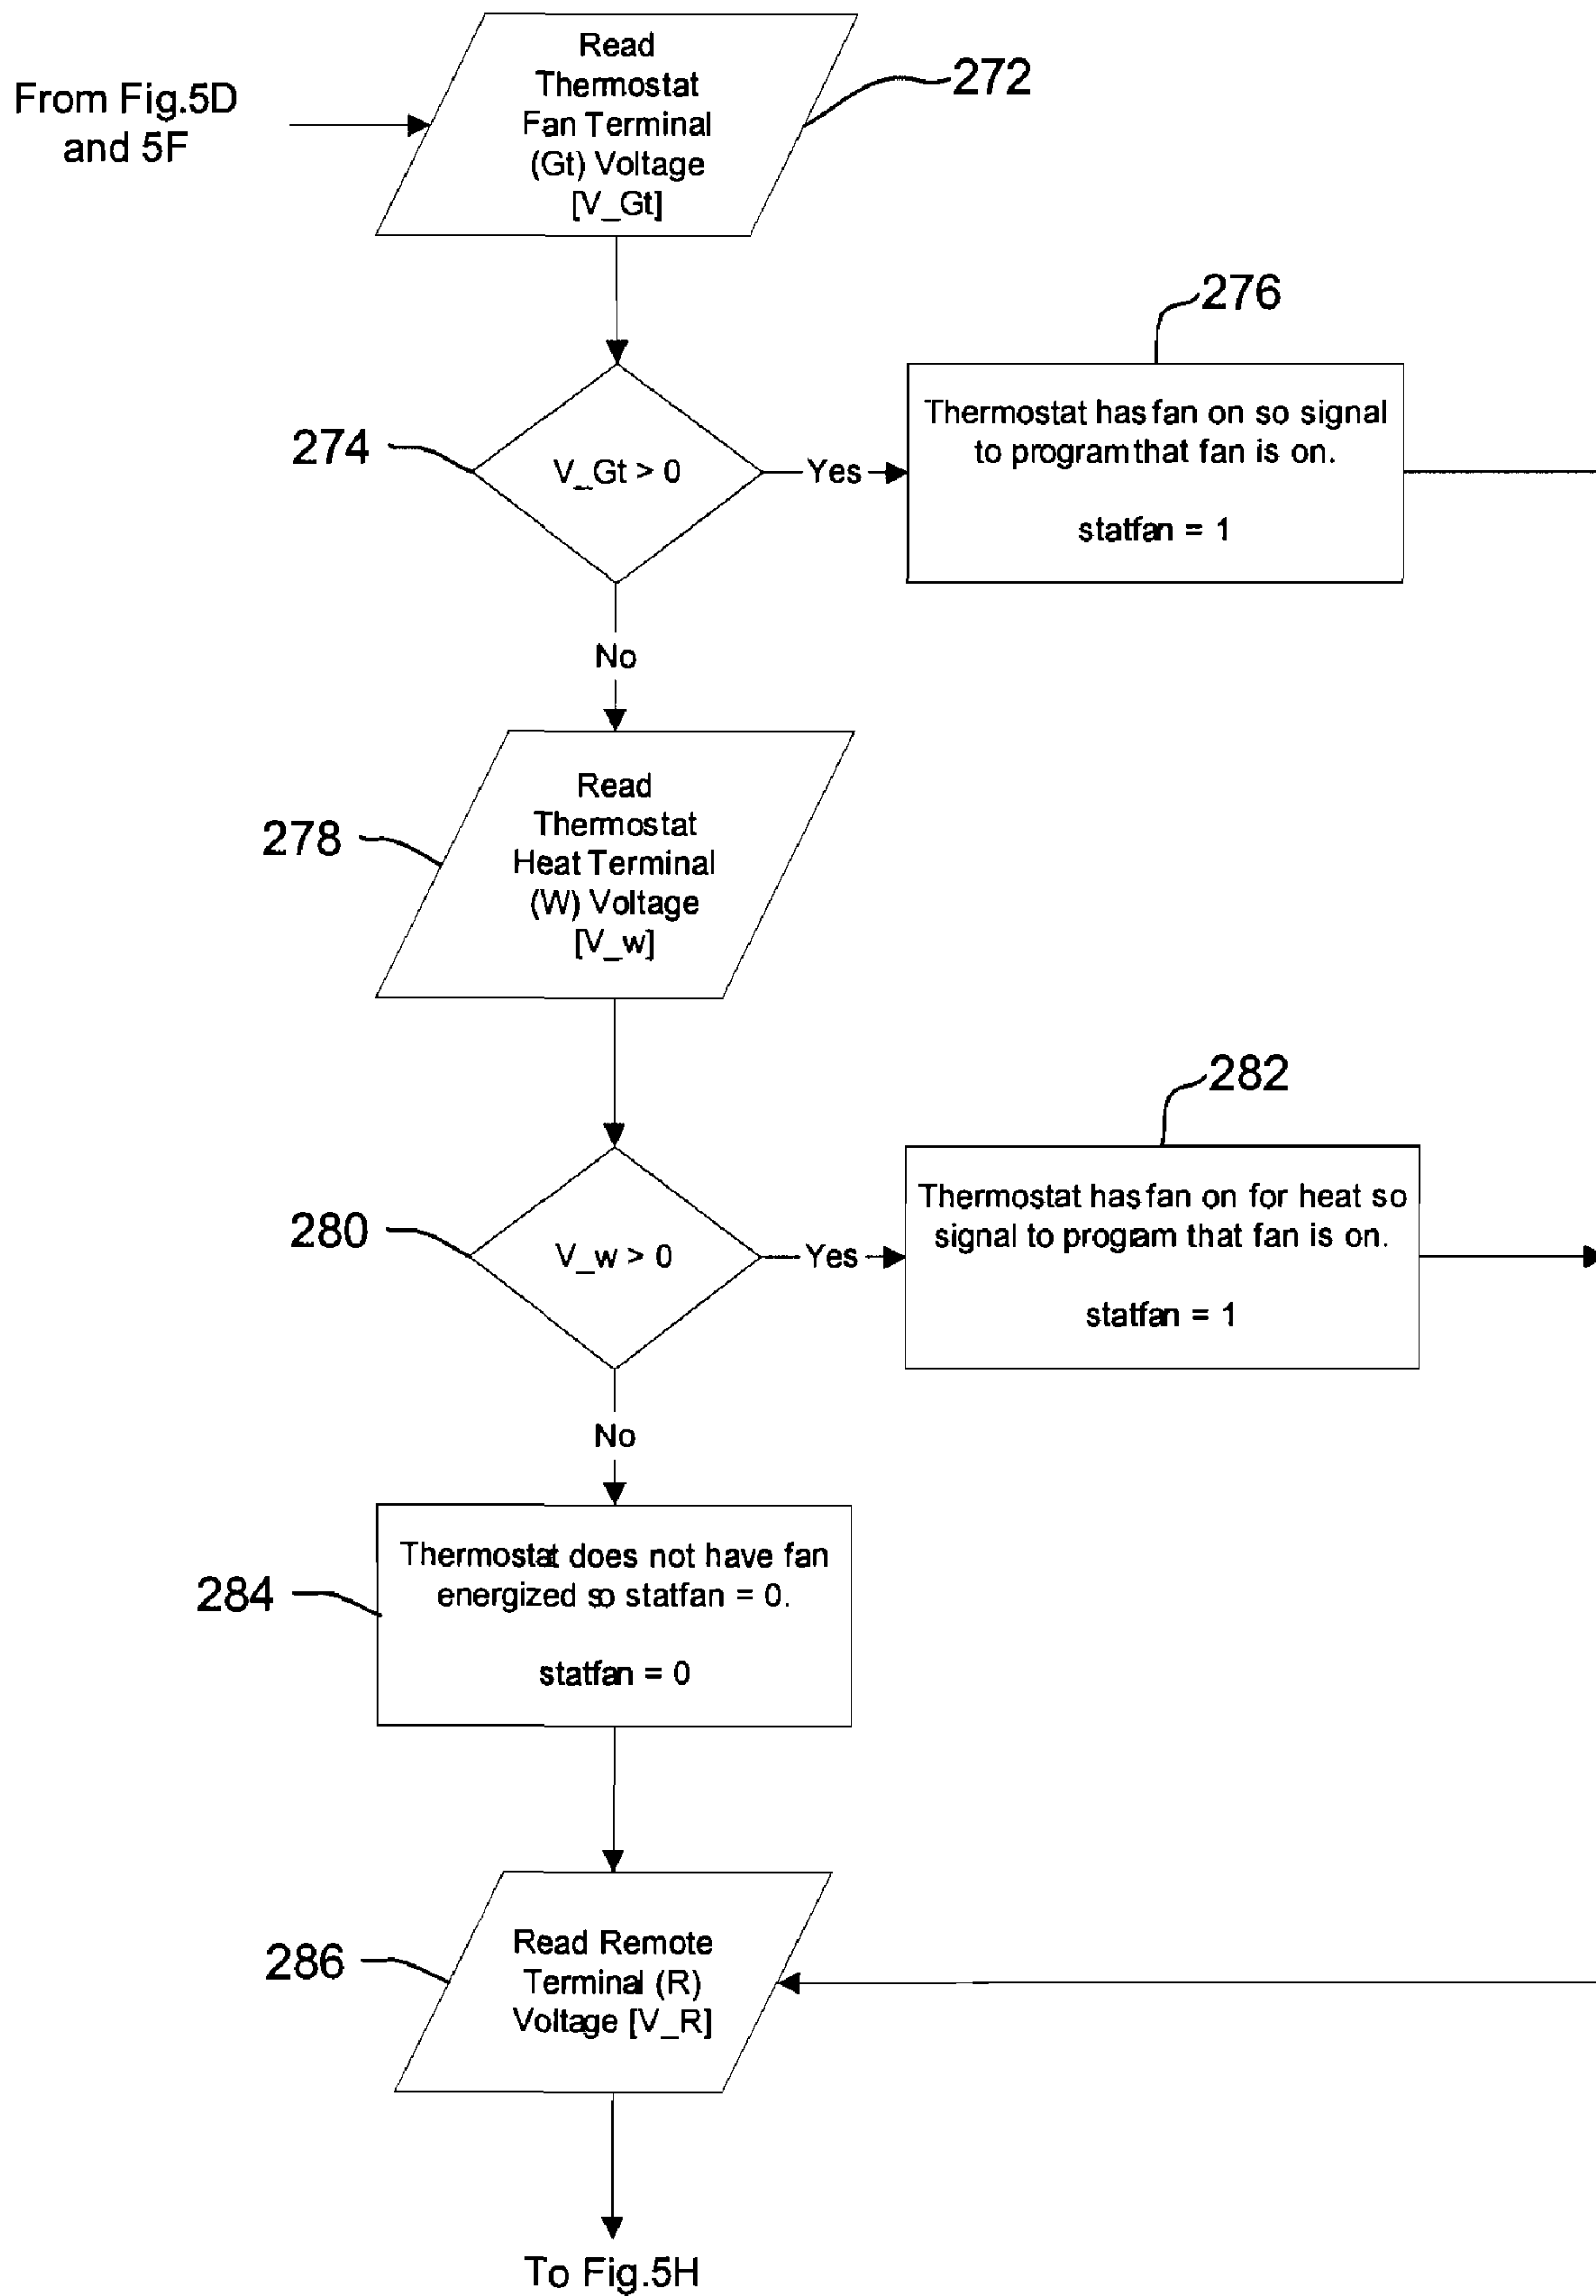 From Fig.5D
and 5F
Read
Thermostat
Fan Terminal
(Gt) Voltage
[V_Gt]
272
274
V_Gt > 0
Yes
276
Thermostat has fan on so signal
to program that fan is on.
statfan = 1
No
278
Read
Thermostat
Heat Terminal
(W) Voltage
[V_w]
280
V_w > 0
Yes
282
Thermostat has fan on for heat so
signal to program that fan is on.
statfan = 1
No
284
Thermostat does not have fan
energized so statfan = 0.
statfan = 0
286
Read Remote
Terminal (R)
Voltage [V_R]
To Fig.5H